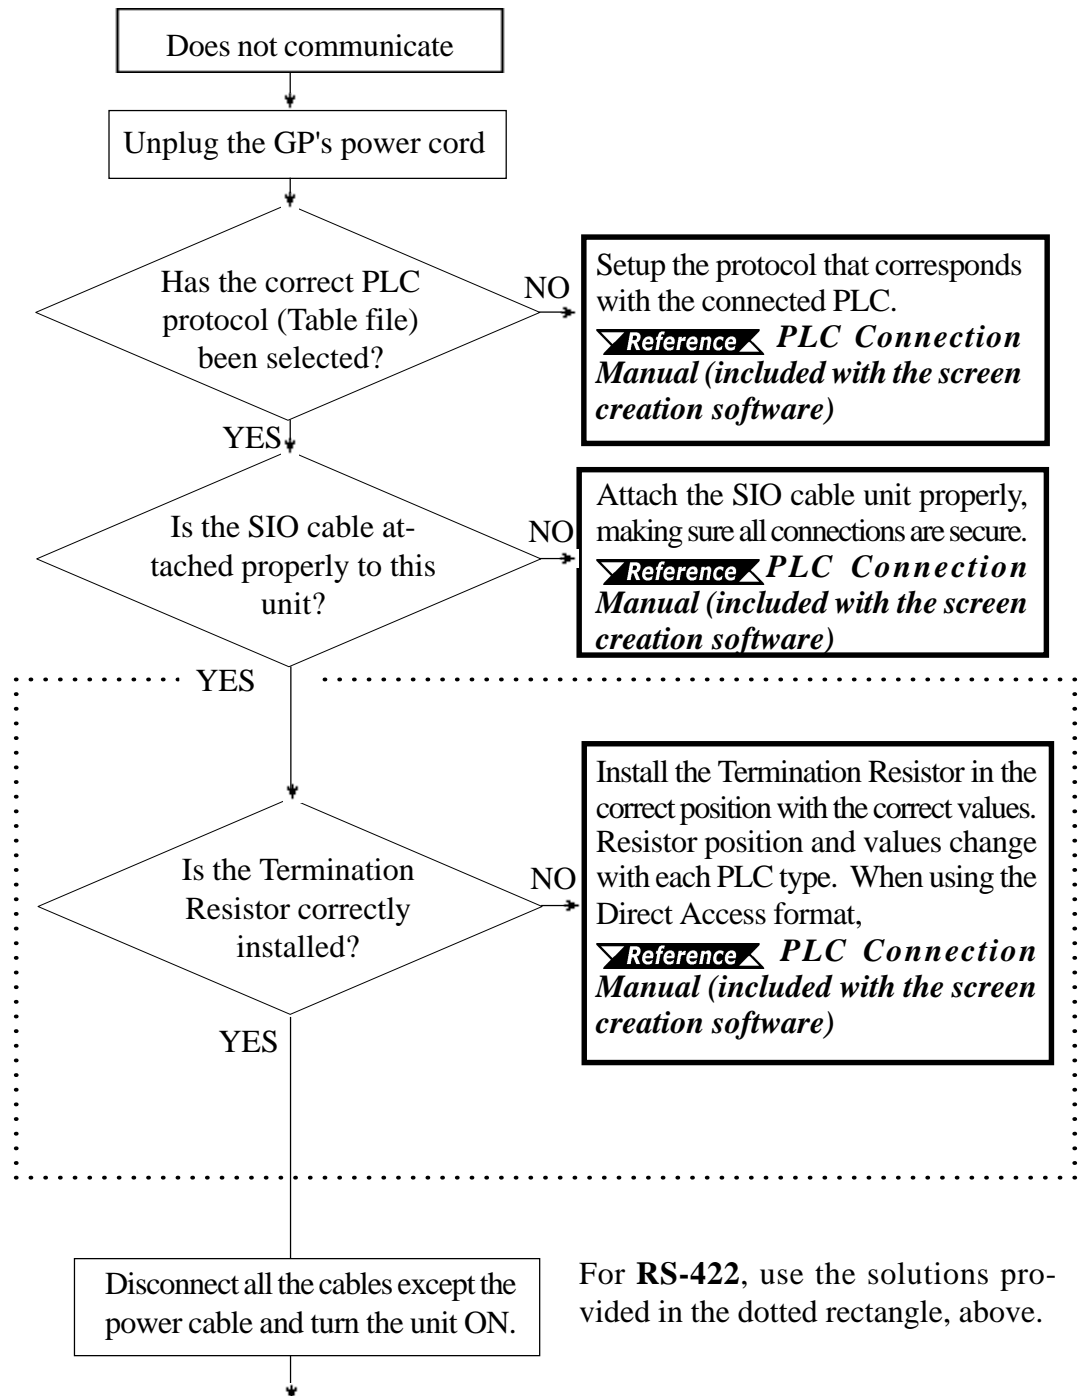 Does not communicate
Unplug the GP's power cord
Has the correct PLC
protocol (Table file)
been selected?
NO
Setup the protocol that corresponds
with the connected PLC.
Reference PLC Connection
Manual (included with the screen
creation software)
YES
Is the SIO cable at-
tached properly to this
unit?
NO
Attach the SIO cable unit properly,
making sure all connections are secure.
Reference PLC Connection
Manual (included with the screen
creation software)
YES
Is the Termination
Resistor correctly
installed?
NO
Install the Termination Resistor in the
correct position with the correct values.
Resistor position and values change
with each PLC type. When using the
Direct Access format,
Reference PLC Connection
Manual (included with the screen
creation software)
YES
Disconnect all the cables except the
power cable and turn the unit ON.
For RS-422, use the solutions pro-
vided in the dotted rectangle, above.